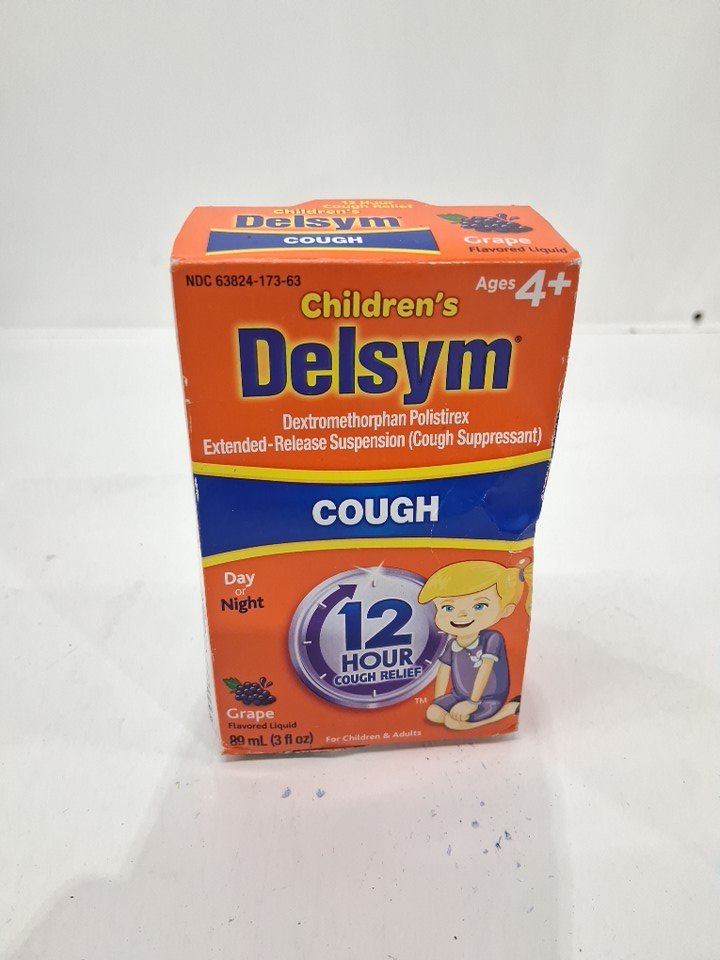 12 Hour
Cough Relief
Children's
Delsym
COUGH
Grape
Flavored Liquid
NDC 63824-173-63
Ages 4+
Children's
Delsym®
Dextromethorphan Polistirex
Extended-Release Suspension (Cough Suppressant)
COUGH
Day
or
Night
12
HOUR
COUGH RELIEF
TM
Grape
Flavored Liquid
89 mL (3 fl oz)
For Children & Adults